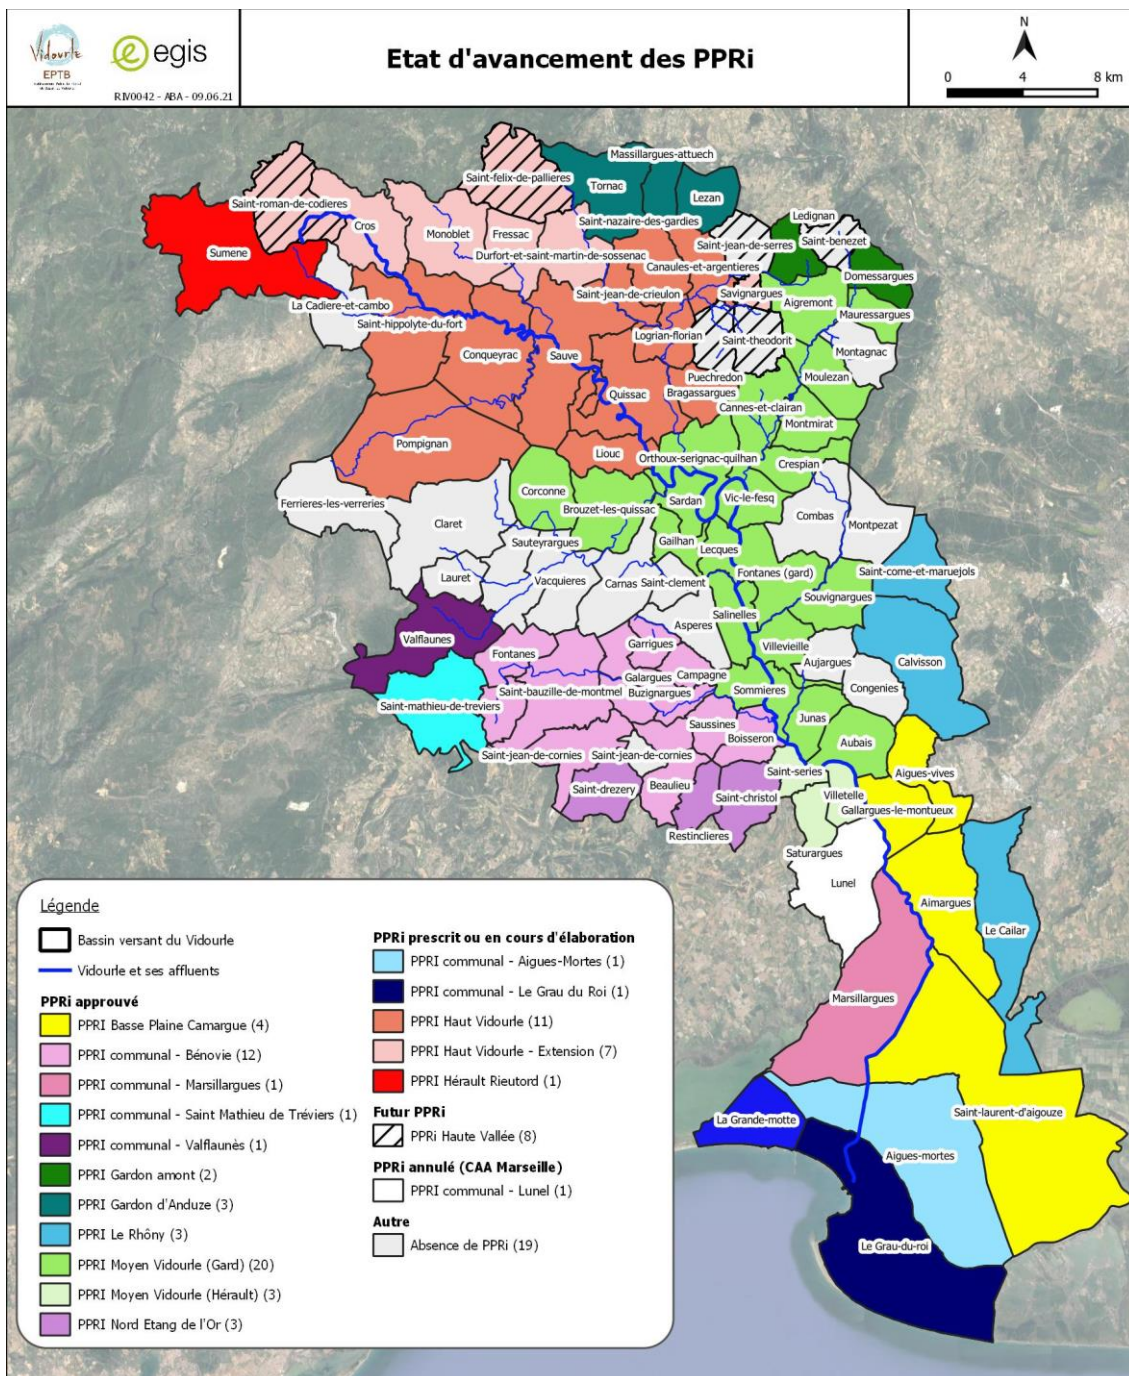 Vidourle
EPTB
egis
RIV0042 - ABA - 09.06.21
Etat d'avancement des PPRi
N
0 4 8 km
Massillargues-attuech
Saint-felix-de-pallieres
Tornac
Lezan
Saint-roman-de-codieres
Saint-nazaire-des-gardies
Ledignan
Cros
Monoblet
Fressac
Saint-jean-de-serres
Saint-benezet
Sumene
Durfort-et-saint-martin-de-sossenac
Canaules-et-argentieres
Domessargues
La Cadiere-et-cambo
Saint-jean-de-crieulon
Savignargues
Aigremont
Mauressargues
Saint-hippolyte-du-fort
Logrian-florian
Saint-theodorit
Montagnac
Conqueyrac
Sauve
Puechredon
Moulezan
Quissac
Bragassargues
Cannes-et-clairan
Montmirat
Pompignan
Liouc
Orthoux-serignac-quilhan
Crespian
Ferrieres-les-verreries
Corconne
Brouzet-les-quissac
Sardan
Vic-le-fesq
Combas
Montpezat
Claret
Sauteyrargues
Gailhan
Lecques
Lauret
Vacquieres
Carnas
Saint-clement
Fontanes (gard)
Saint-come-et-maruejols
Souvignargues
Valflaunes
Asperes
Salinelles
Fontanes
Garrigues
Villevieille
Aujargues
Calvisson
Galargues
Campagne
Saint-bauzille-de-montmel
Buzignargues
Sommieres
Congenies
Saint-mathieu-de-treviers
Saussines
Junas
Boisseron
Aubais
Saint-jean-de-cornies
Saint-jean-de-cornies
Saint-series
Aigues-vives
Saint-drezery
Beaulieu
Saint-christol
Villetelle
Gallargues-le-montueux
Restinclieres
Saturargues
Lunel
Aimargues
Le Cailar
Marsillargues
La Grande-motte
Saint-laurent-d'aigouze
Aigues-mortes
Le Grau-du-roi
Légende
Bassin versant du Vidourle
Vidourle et ses affluents
PPRi approuvé
PPRI Basse Plaine Camargue (4)
PPRI communal - Bénovie (12)
PPRI communal - Marsillargues (1)
PPRI communal - Saint Mathieu de Tréviers (1)
PPRI communal - Valflaunès (1)
PPRI Gardon amont (2)
PPRI Gardon d'Anduze (3)
PPRI Le Rhôny (3)
PPRI Moyen Vidourle (Gard) (20)
PPRI Moyen Vidourle (Hérault) (3)
PPRI Nord Etang de l'Or (3)
PPRi prescrit ou en cours d'élaboration
PPRI communal - Aigues-Mortes (1)
PPRI communal - Le Grau du Roi (1)
PPRI Haut Vidourle (11)
PPRI Haut Vidourle - Extension (7)
PPRI Hérault Rieutord (1)
Futur PPRi
PPRi Haute Vallée (8)
PPRi annulé (CAA Marseille)
PPRI communal - Lunel (1)
Autre
Absence de PPRi (19)